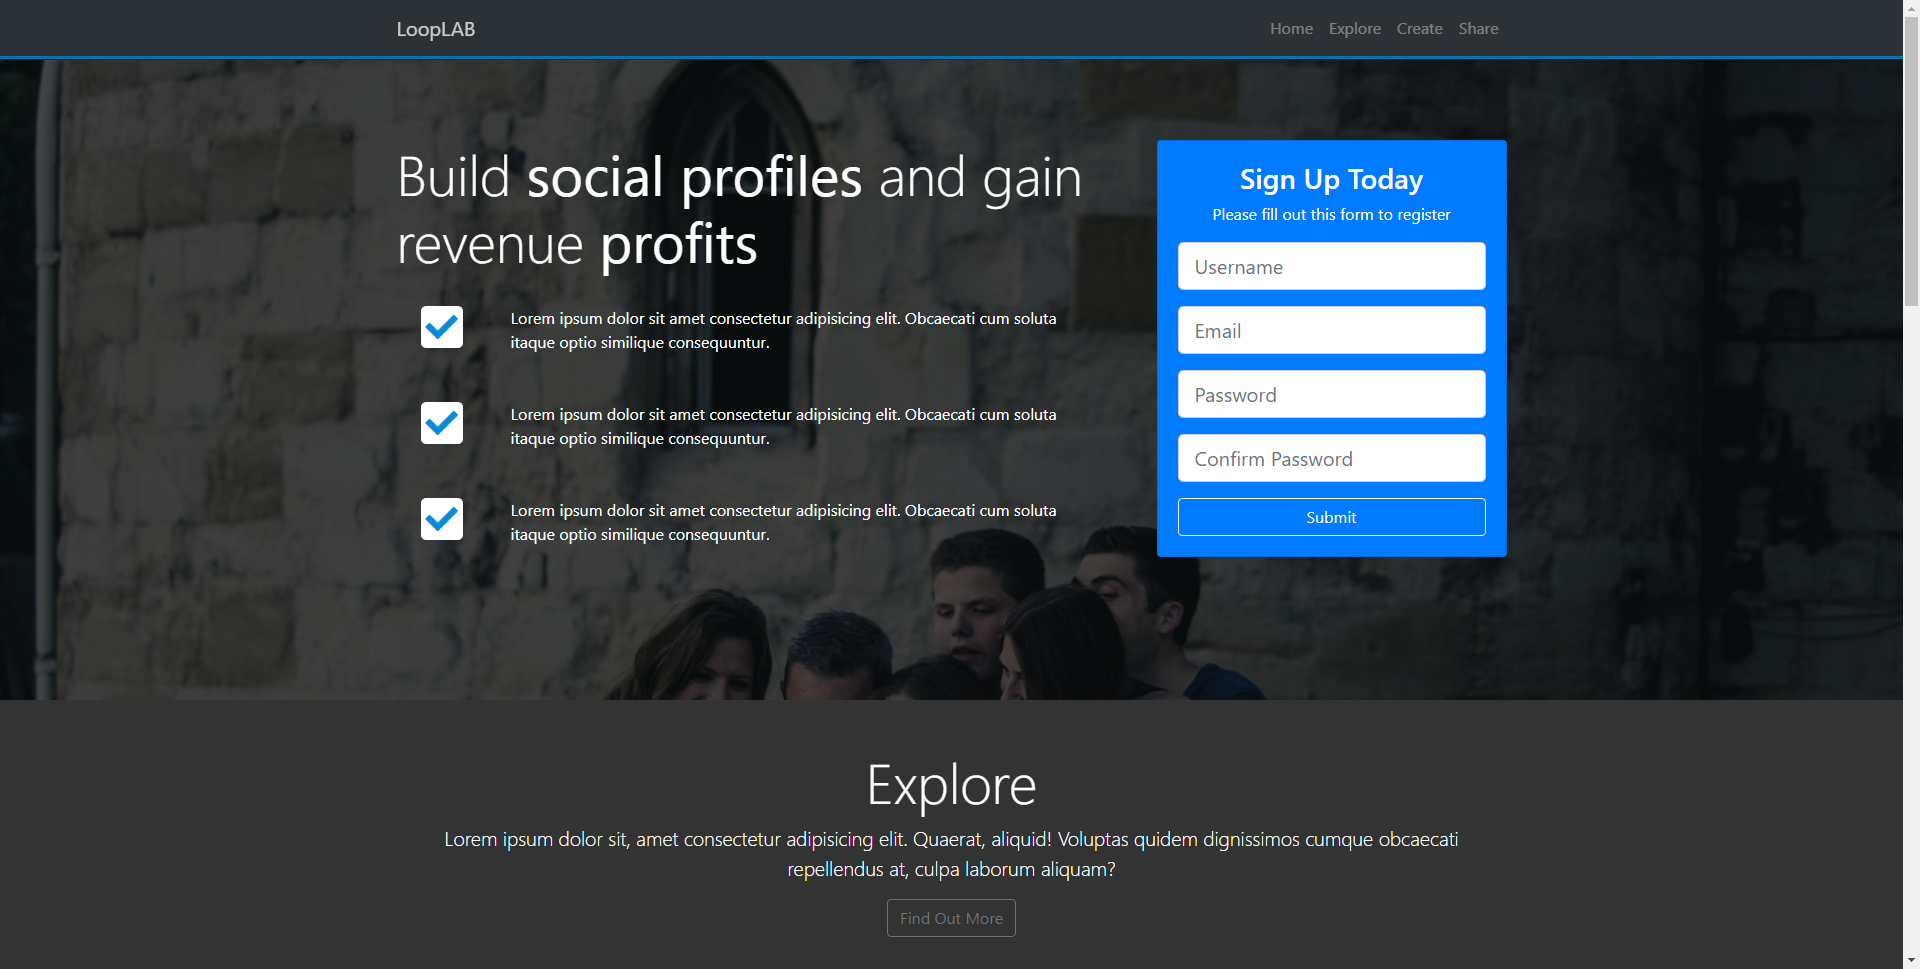 LoopLAB
Home Explore Create Share
Build social profiles and gain
revenue profits
Lorem ipsum dolor sit amet consectetur adipisicing elit. Obcaecati cum soluta
itaque optio similique consequuntur.
Lorem ipsum dolor sit amet consectetur adipisicing elit. Obcaecati cum soluta
itaque optio similique consequuntur.
Lorem ipsum dolor sit amet consectetur adipisicing elit. Obcaecati cum soluta
itaque optio similique consequuntur.
Sign Up Today
Please fill out this form to register
Username
Email
Password
Confirm Password
Submit
Explore
Lorem ipsum dolor sit, amet consectetur adipisicing elit. Quaerat, aliquid! Voluptas quidem dignissimos cumque obcaecati
repellendus at, culpa laborum aliquam?
Find Out More